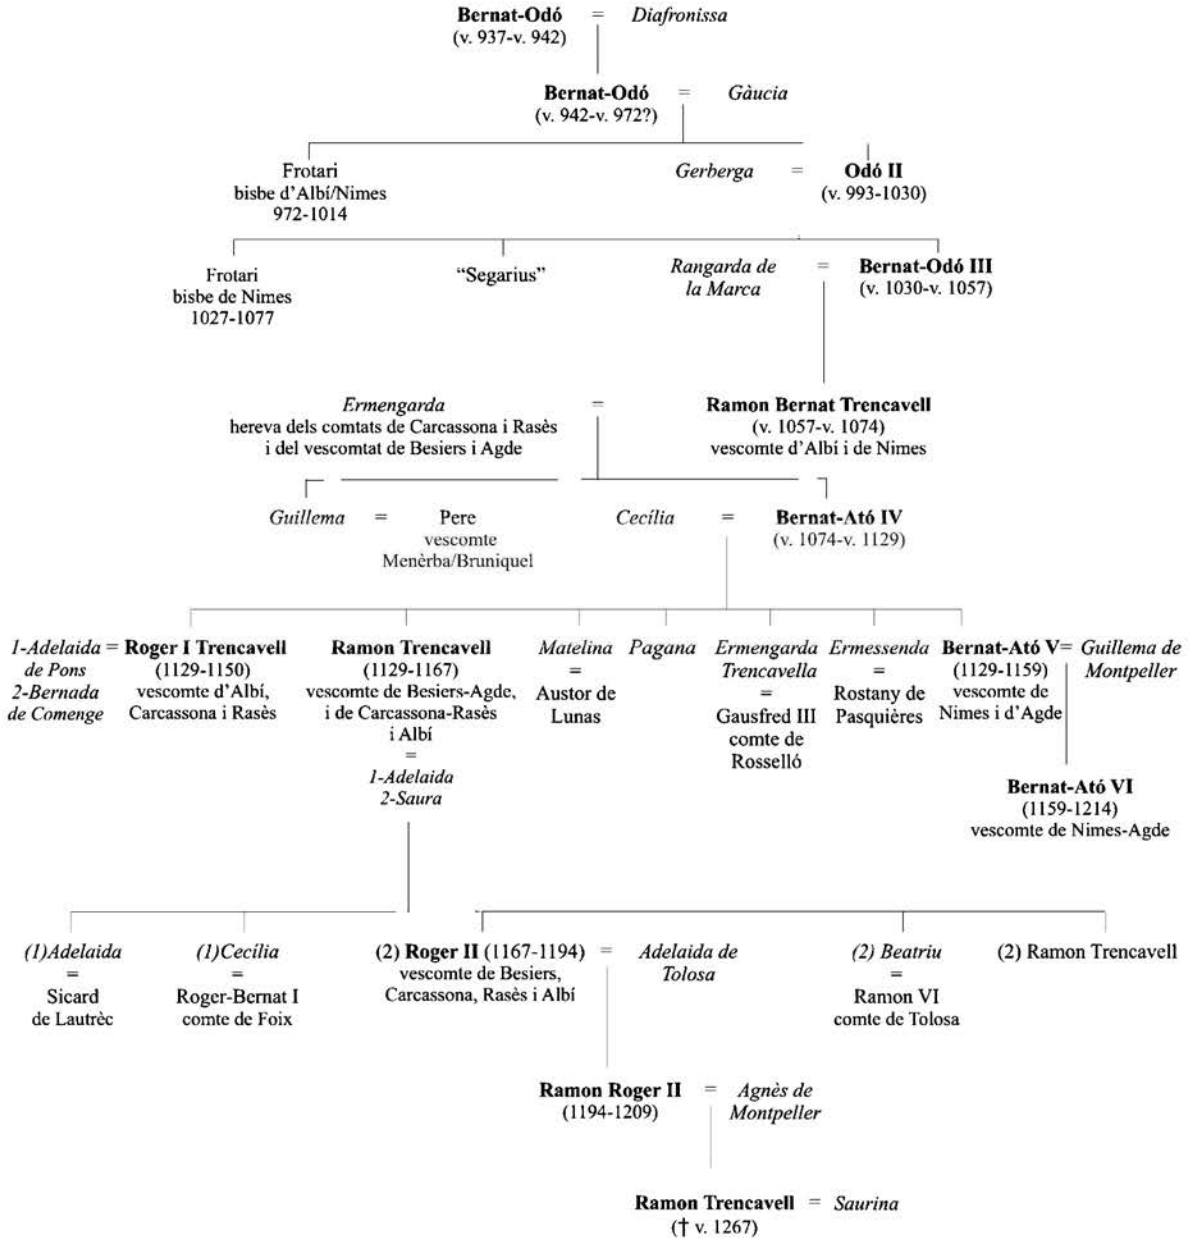 Bernat-Odó = Diafronissa
(v. 937-v. 942)
Bernat-Odó = Gàucia
(v. 942-v. 972?)
Frotari
bisbe d'Albí/Nimes
972-1014
Gerberga = Odó II
(v. 993-1030)
Frotari
bisbe de Nimes
1027-1077
"Segarius"
Rangarda de
la Marca
= Bernat-Odó III
(v. 1030-v. 1057)
Ermengarda
hereva dels comtats de Carcassona i Rasès
i del vescomtat de Besiers i Agde
= Ramon Bernat Trencavell
(v. 1057-v. 1074)
vescomte d'Albí i de Nimes
Guillema = Pere
vescomte
Menèrba/Bruniquel
Cecília = Bernat-Ató IV
(v. 1074-v. 1129)
1-Adelaida =
de Pons
2-Bernada
de Comenge
Roger I Trencavell
(1129-1150)
vescomte d'Albí,
Carcassona i Rasès
Ramon Trencavell
(1129-1167)
vescomte de Besiers-Agde,
i de Carcassona-Rasès
i Albí
=
1-Adelaida
2-Saura
Matelina
=
Austor de
Lunas
Pagana
Ermengarda
Trencavella
=
Gausfred III
comte de
Rosselló
Ermessenda
=
Rostany de
Pasquières
Bernat-Ató V=
(1129-1159)
vescomte de
Nimes i d'Agde
Guillema de
Montpeller
Bernat-Ató VI
(1159-1214)
vescomte de Nimes-Agde
(1)Adelaida
=
Sicard
de Lautrèc
(1)Cecília
=
Roger-Bernat I
comte de Foix
(2) Roger II (1167-1194) =
vescomte de Besiers,
Carcassona, Rasès i Albí
Adelaida de
Tolosa
(2) Beatriu
=
Ramon VI
comte de Tolosa
(2) Ramon Trencavell
Ramon Roger II =
(1194-1209)
Agnès de
Montpeller
Ramon Trencavell = Saurina
(† v. 1267)